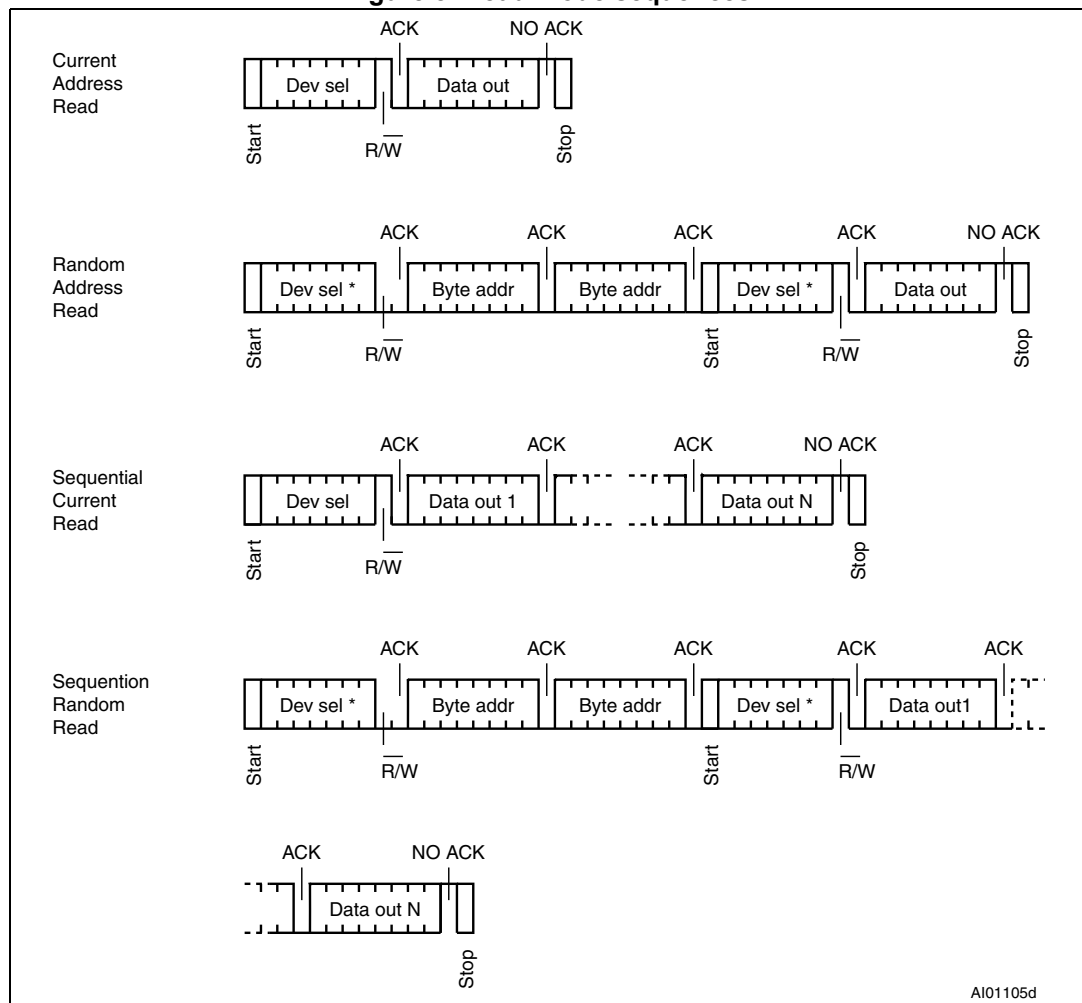 ACK NO ACK
Current
Address
Read
Dev sel Data out
Start R/W Stop
ACK ACK ACK ACK NO ACK
Random
Address
Read
Dev sel * Byte addr Byte addr Dev sel * Data out
Start R/W Start R/W Stop
ACK ACK ACK NO ACK
Sequential
Current
Read
Dev sel Data out 1 Data out N
Start R/W Stop
ACK ACK ACK ACK ACK
Sequention
Random
Read
Dev sel * Byte addr Byte addr Dev sel * Data out1
Start R/W Start R/W
ACK NO ACK
Data out N
Stop
AI01105d